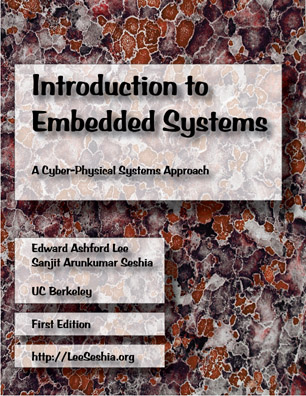 Introduction to
Embedded Systems
A Cyber-Physical Systems Approach
Edward Ashford Lee
Sanjit Arunkumar Seshia
UC Berkeley
First Edition
http://LeeSeshia.org